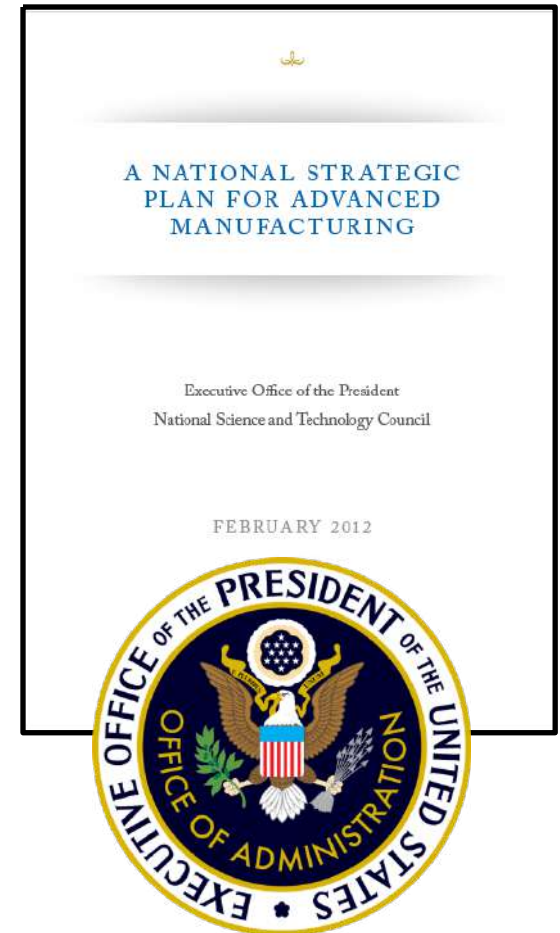 A NATIONAL STRATEGIC
PLAN FOR ADVANCED
MANUFACTURING
Executive Office of the President
National Science and Technology Council
FEBRUARY 2012
EXECUTIVE OFFICE OF THE PRESIDENT OF THE UNITED STATES
OFFICE OF ADMINISTRATION